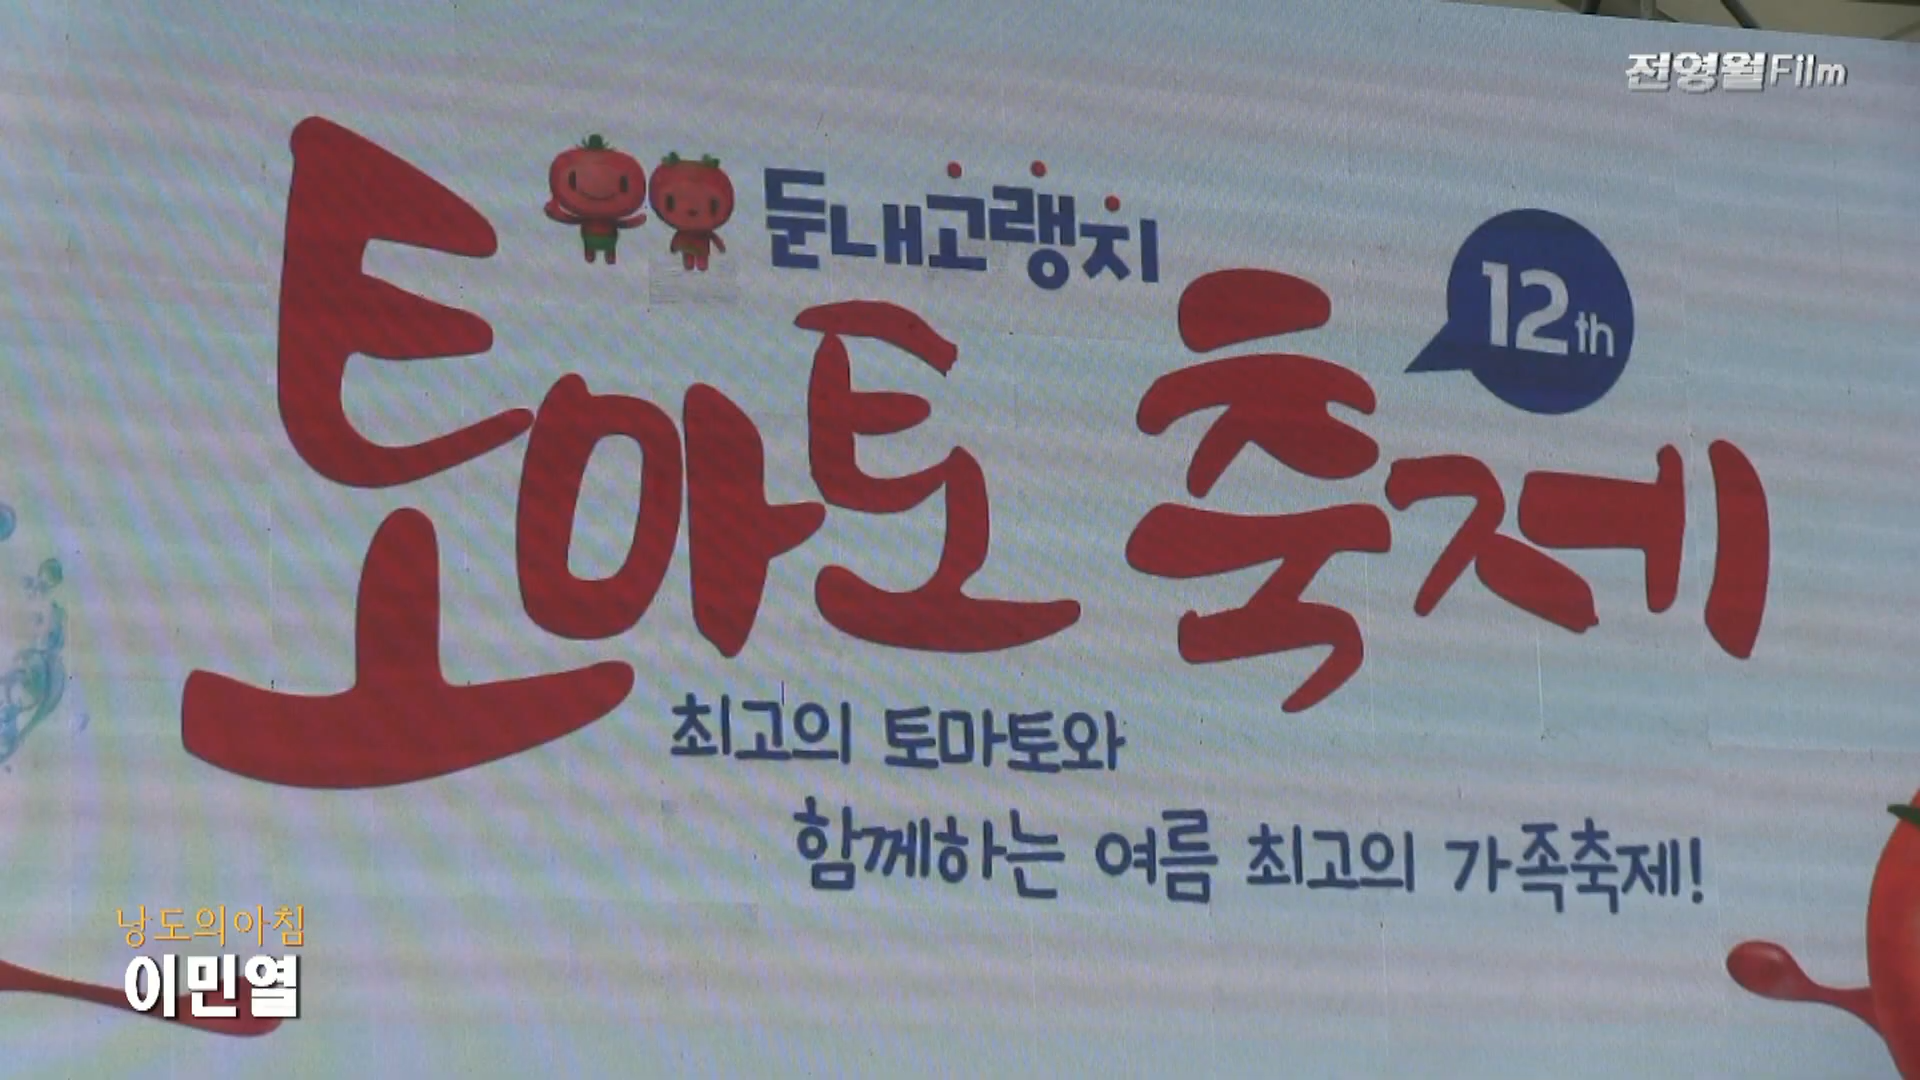 전영월Film
둔내고랭지
12th
토마토 축제
최고의 토마토와
함께하는 여름 최고의 가족축제!
낭도의아침
이민열